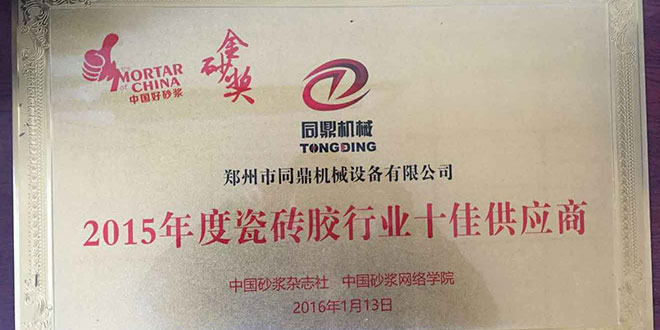 the
MORTAR
of CHINA
中国好砂浆
金砂奖
同鼎机械
TONGDING
郑州市同鼎机械设备有限公司
2015年度瓷砖胶行业十佳供应商
中国砂浆杂志社 中国砂浆网络学院
2016年1月13日